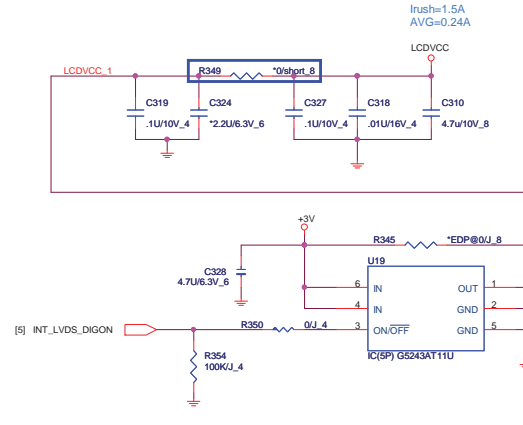 Irush=1.5A
AVG=0.24A
LCDVCC
LCDVCC_1
R349
*0/short_8
C319
.1U/10V_4
C324
*2.2U/6.3V_6
C327
.1U/10V_4
C318
.01U/16V_4
C310
4.7u/10V_8
+3V
R345
*EDP@0/J_8
C328
4.7U/6.3V_6
U19
6
IN
OUT
1
4
IN
GND
2
3
ON/OFF
GND
5
IC(5P) G5243AT11U
[5] INT_LVDS_DIGON
R350
0/J_4
R354
100K/J_4